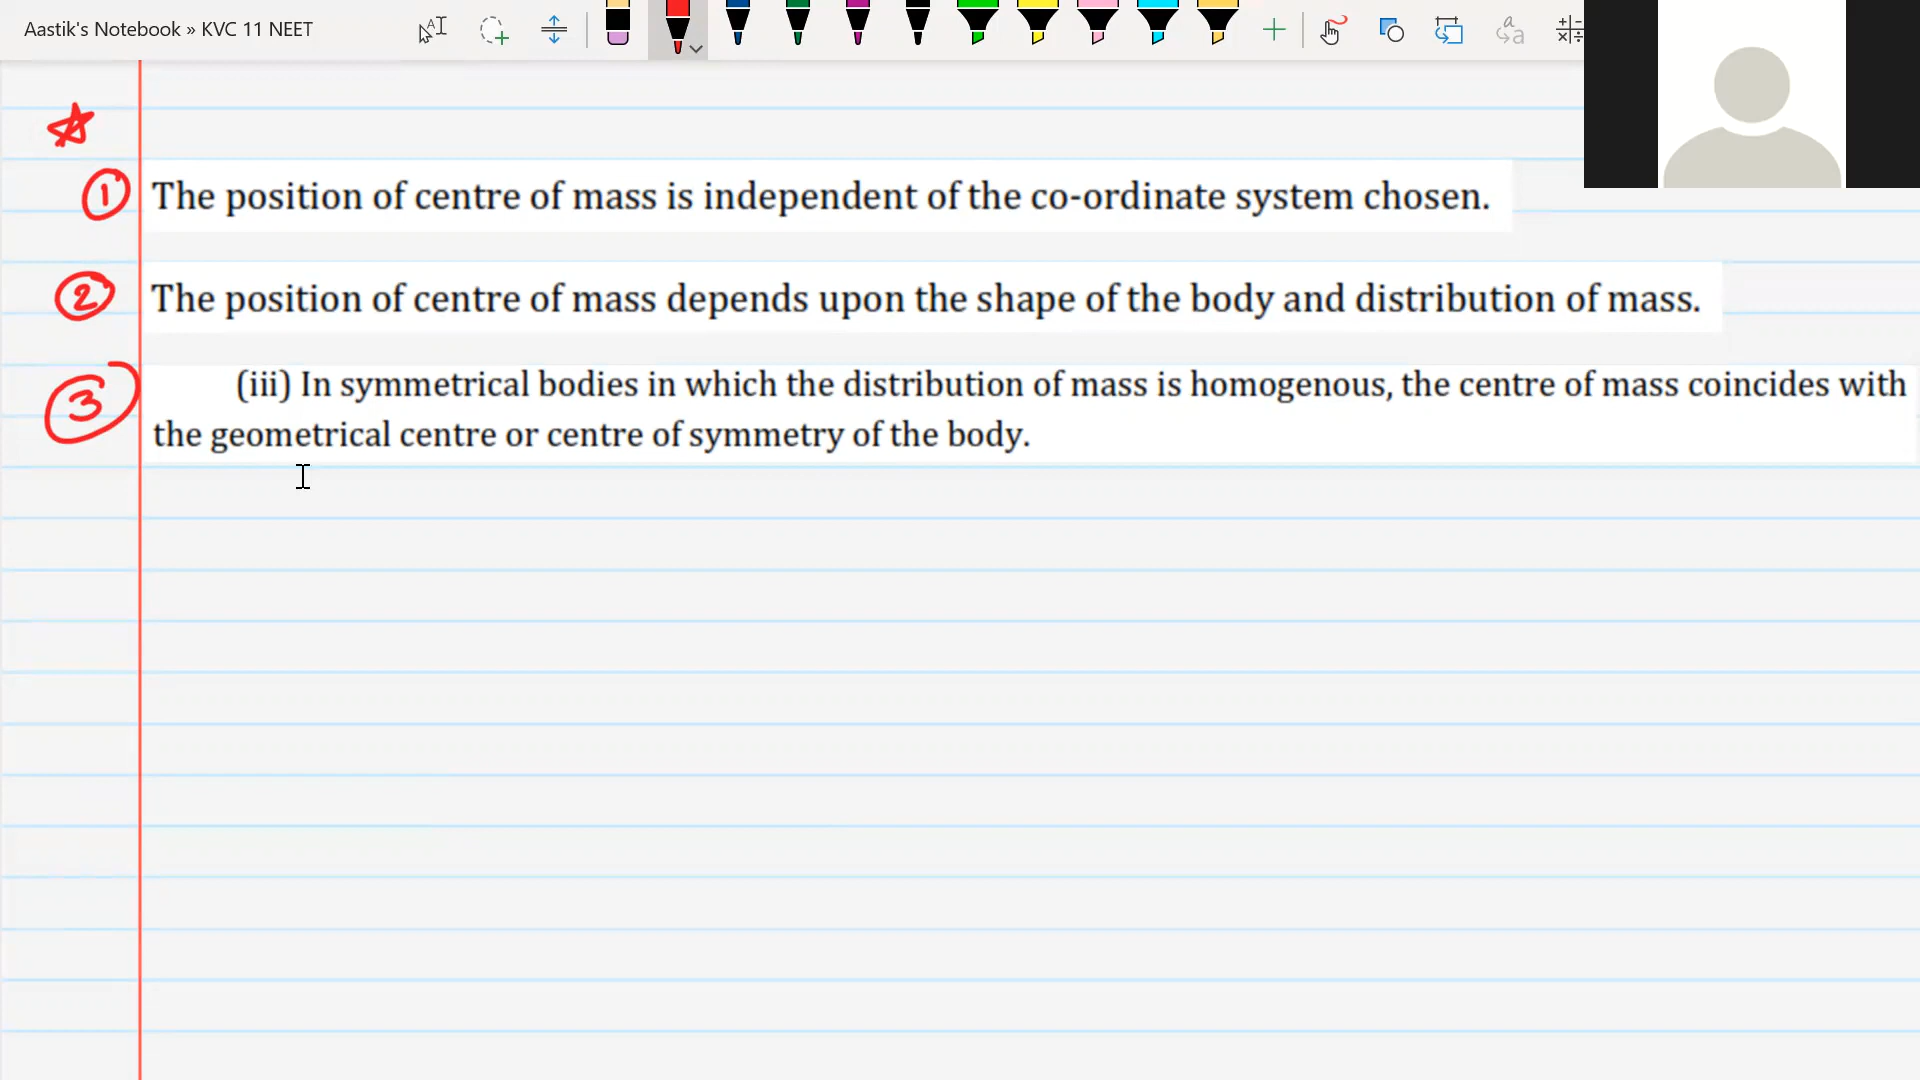 Aastik's Notebook » KVC 11 NEET
① The position of centre of mass is independent of the co-ordinate system chosen.
② The position of centre of mass depends upon the shape of the body and distribution of mass.
③ (iii) In symmetrical bodies in which the distribution of mass is homogenous, the centre of mass coincides with
the geometrical centre or centre of symmetry of the body.